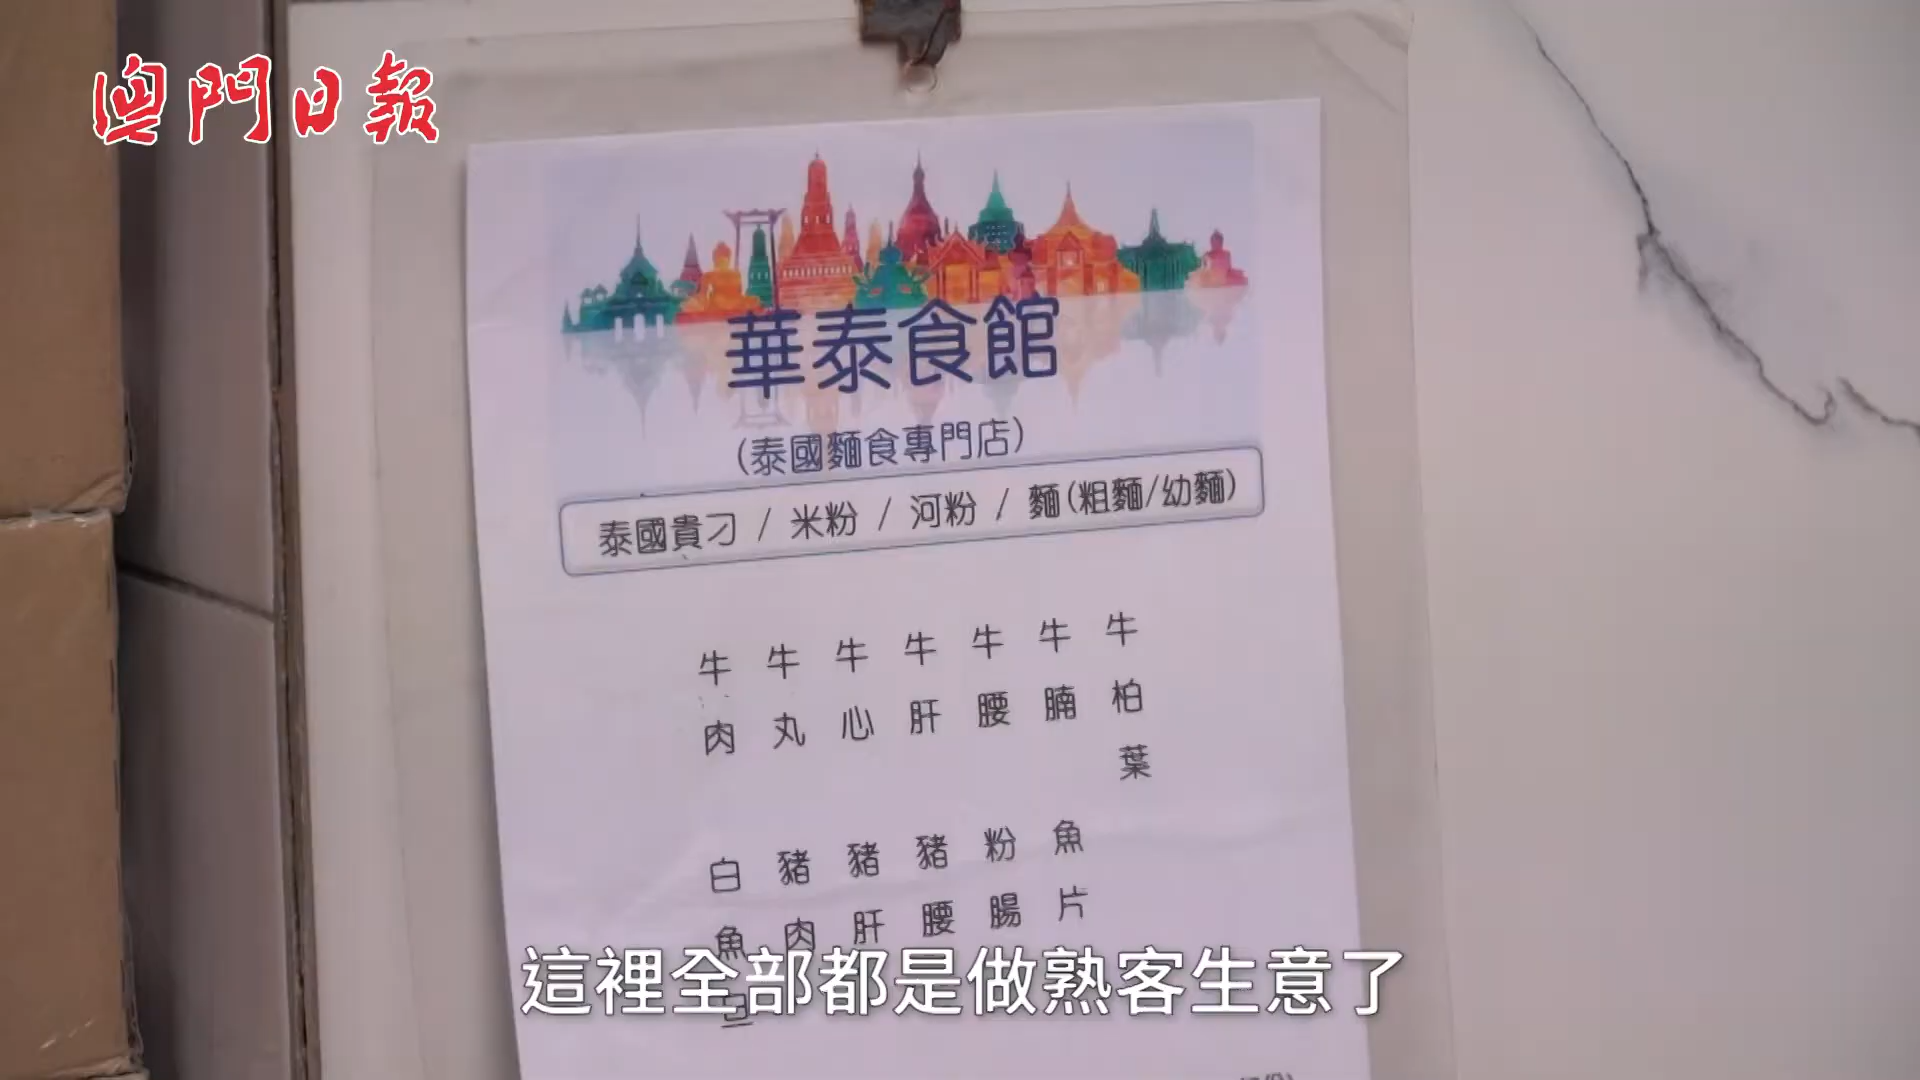 澳門日報
華泰食館
(泰國麵食專門店)
泰國貴刁 / 米粉 / 河粉 / 麵(粗麵/幼麵)
牛肉
牛丸
牛心
牛肝
牛腰
牛腩
牛柏葉
白魚
豬肉
豬肝
豬腰
粉腸
魚片
這裡全部都是做熟客生意了